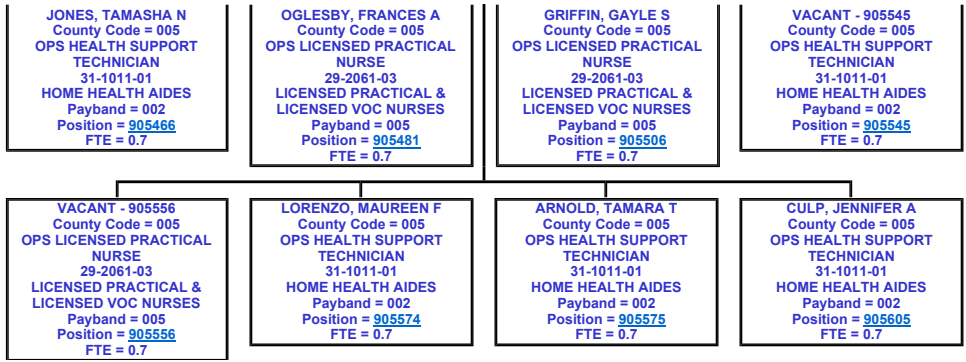 JONES, TAMASHA N
County Code = 005
OPS HEALTH SUPPORT
TECHNICIAN
31-1011-01
HOME HEALTH AIDES
Payband = 002
Position = 905466
FTE = 0.7
OGLESBY, FRANCES A
County Code = 005
OPS LICENSED PRACTICAL
NURSE
29-2061-03
LICENSED PRACTICAL &
LICENSED VOC NURSES
Payband = 005
Position = 905481
FTE = 0.7
GRIFFIN, GAYLE S
County Code = 005
OPS LICENSED PRACTICAL
NURSE
29-2061-03
LICENSED PRACTICAL &
LICENSED VOC NURSES
Payband = 005
Position = 905506
FTE = 0.7
VACANT - 905545
County Code = 005
OPS HEALTH SUPPORT
TECHNICIAN
31-1011-01
HOME HEALTH AIDES
Payband = 002
Position = 905545
FTE = 0.7
VACANT - 905556
County Code = 005
OPS LICENSED PRACTICAL
NURSE
29-2061-03
LICENSED PRACTICAL &
LICENSED VOC NURSES
Payband = 005
Position = 905556
FTE = 0.7
LORENZO, MAUREEN F
County Code = 005
OPS HEALTH SUPPORT
TECHNICIAN
31-1011-01
HOME HEALTH AIDES
Payband = 002
Position = 905574
FTE = 0.7
ARNOLD, TAMARA T
County Code = 005
OPS HEALTH SUPPORT
TECHNICIAN
31-1011-01
HOME HEALTH AIDES
Payband = 002
Position = 905575
FTE = 0.7
CULP, JENNIFER A
County Code = 005
OPS HEALTH SUPPORT
TECHNICIAN
31-1011-01
HOME HEALTH AIDES
Payband = 002
Position = 905605
FTE = 0.7